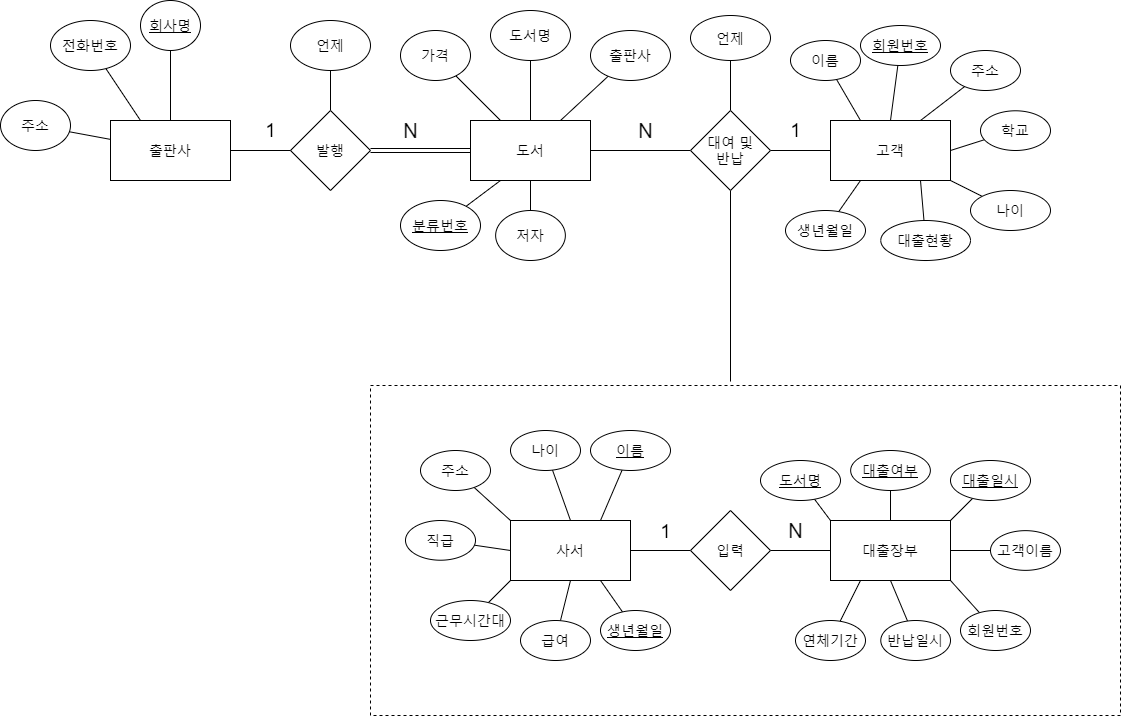 회사명
전화번호
주소
출판사
1
언제
발행
N
가격
도서명
출판사
도서
분류번호
저자
N
언제
대여 및
반납
1
이름
회원번호
주소
학교
나이
고객
생년월일
대출현황
주소
나이
이름
직급
사서
근무시간대
급여
생년월일
1
입력
N
도서명
대출여부
대출일시
대출장부
고객이름
연체기간
반납일시
회원번호